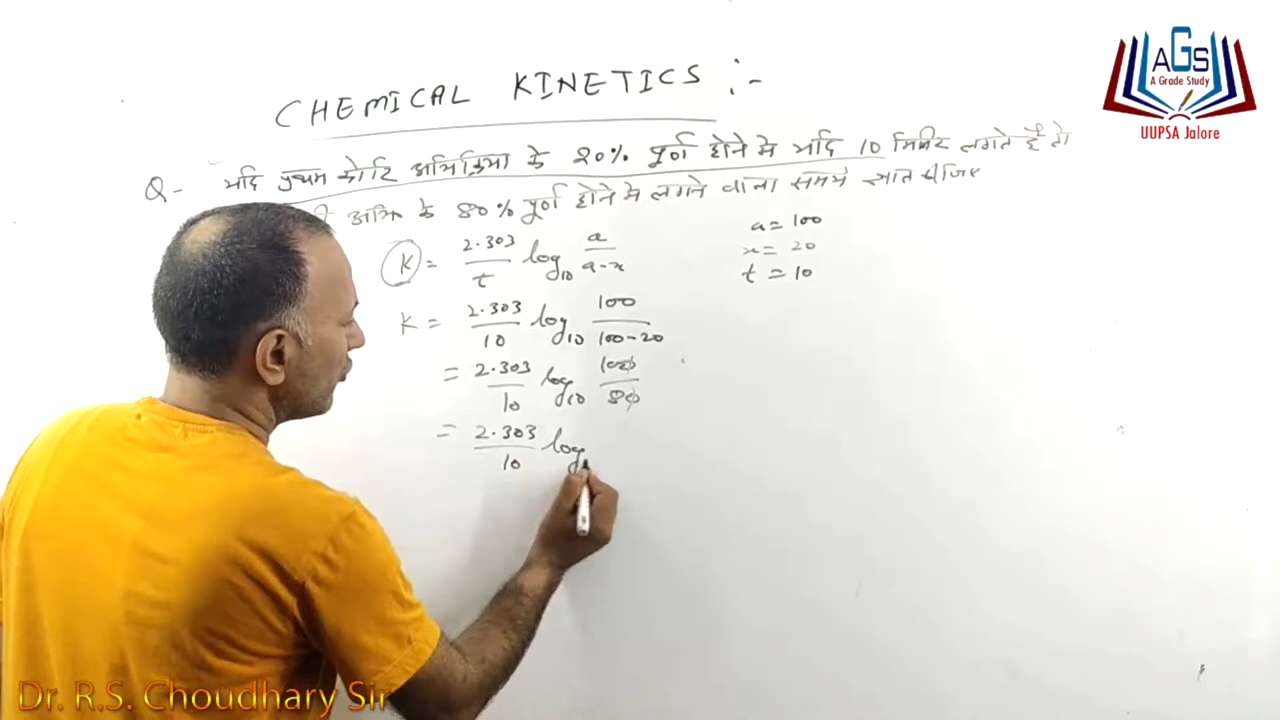 AGS
A Grade Study
UUPSA Jalore
CHEMICAL KINETICS :-
Q- यदि प्रथम कोटि अभिक्रिया के 20% पूर्ण होने मे यदि 10 मिनिट लगते है तो
अभि के 80% पूर्ण होने मे लगने वाला समय ज्ञात कीजिए
K = 2.303/t log10 a/a-x
a = 100
x = 20
t = 10
K = 2.303/10 log10 100/100-20
= 2.303/10 log10 100/80
= 2.303/10 log
Dr. R.S. Choudhary Sir